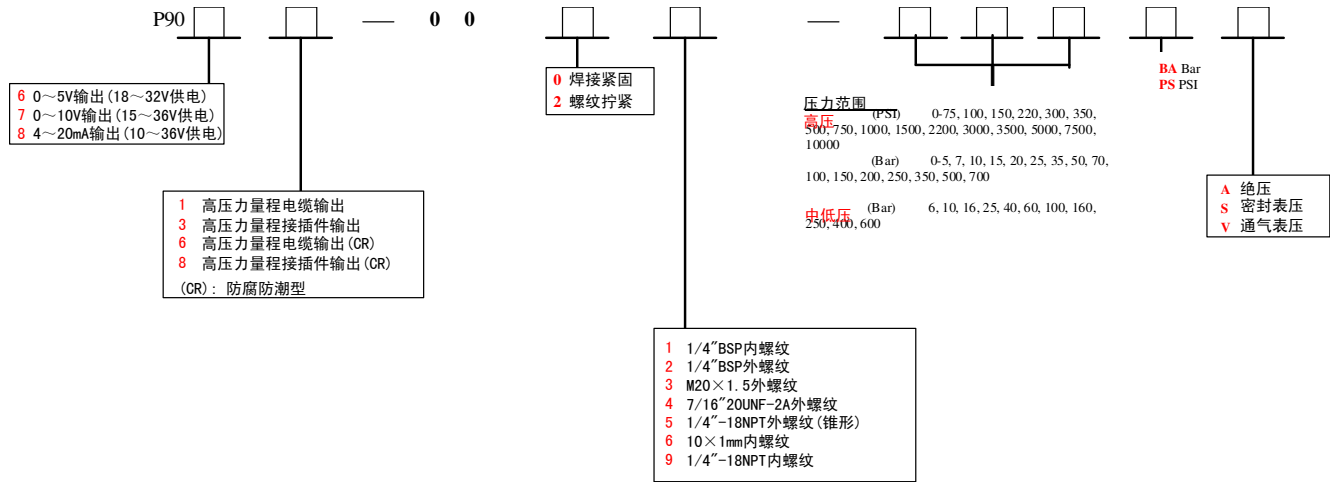 P90 — 0 0 —
6 0～5V输出(18～32V供电)
7 0～10V输出(15～36V供电)
8 4～20mA输出(10～36V供电)
1 高压力量程电缆输出
3 高压力量程接插件输出
6 高压力量程电缆输出(CR)
8 高压力量程接插件输出(CR)
(CR): 防腐防潮型
0 焊接紧固
2 螺纹拧紧
1 1/4"BSP内螺纹
2 1/4"BSP外螺纹
3 M20×1.5外螺纹
4 7/16"20UNF-2A外螺纹
5 1/4"-18NPT外螺纹(锥形)
6 10×1mm内螺纹
9 1/4"-18NPT内螺纹
压力范围
高压 (PSI) 0-75, 100, 150, 220, 300, 350,
500, 750, 1000, 1500, 2200, 3000, 3500, 5000, 7500,
10000
(Bar) 0-5, 7, 10, 15, 20, 25, 35, 50, 70,
100, 150, 200, 250, 350, 500, 700
中低压 (Bar) 6, 10, 16, 25, 40, 60, 100, 160,
250, 400, 600
BA Bar
PS PSI
A 绝压
S 密封表压
V 通气表压